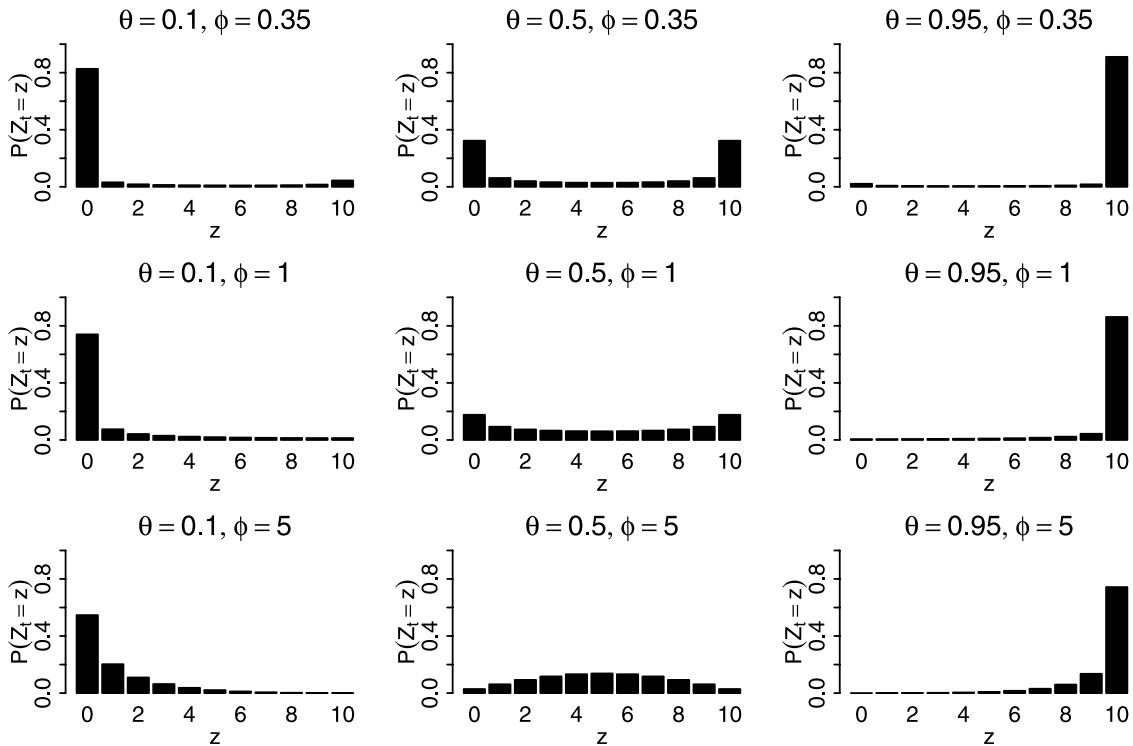 θ = 0.1, ϕ = 0.35
P(Z_t = z)
0.0 0.4 0.8
0 2 4 6 8 10
z
θ = 0.5, ϕ = 0.35
P(Z_t = z)
0.0 0.4 0.8
0 2 4 6 8 10
z
θ = 0.95, ϕ = 0.35
P(Z_t = z)
0.0 0.4 0.8
0 2 4 6 8 10
z
θ = 0.1, ϕ = 1
P(Z_t = z)
0.0 0.4 0.8
0 2 4 6 8 10
z
θ = 0.5, ϕ = 1
P(Z_t = z)
0.0 0.4 0.8
0 2 4 6 8 10
z
θ = 0.95, ϕ = 1
P(Z_t = z)
0.0 0.4 0.8
0 2 4 6 8 10
z
θ = 0.1, ϕ = 5
P(Z_t = z)
0.0 0.4 0.8
0 2 4 6 8 10
z
θ = 0.5, ϕ = 5
P(Z_t = z)
0.0 0.4 0.8
0 2 4 6 8 10
z
θ = 0.95, ϕ = 5
P(Z_t = z)
0.0 0.4 0.8
0 2 4 6 8 10
z